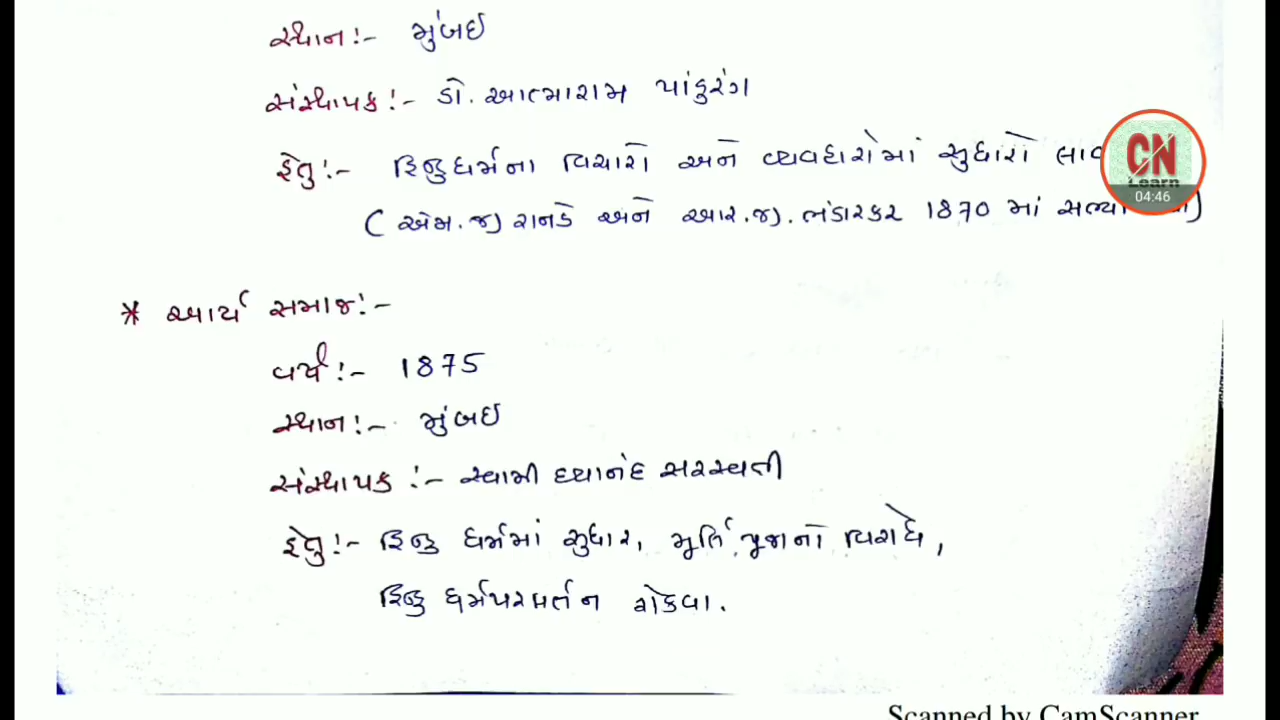 સ્થાન:- મુંબઈ
સંસ્થાપક:- ડો. આત્મારામ પાંડુરંગ
હેતુ:- હિન્દુધર્મના વિચારો અને વ્યવહારોમાં સુધારો
CN
Learn
04:46
(એમ.જી રાનડે અને આર.જી. ભંડારકર 1870 માં
* આર્ય સમાજ:-
વર્ષ:- 1875
સ્થાન:- મુંબઈ
સંસ્થાપક:- સ્વામી દયાનંદ સરસ્વતી
હેતુ:- હિન્દુ ધર્મમાં સુધાર, મૂર્તિ પૂજાનો વિરોધ,
હિન્દુ ધર્મપરિવર્તન રોકવા.
Scanned by CamScanner